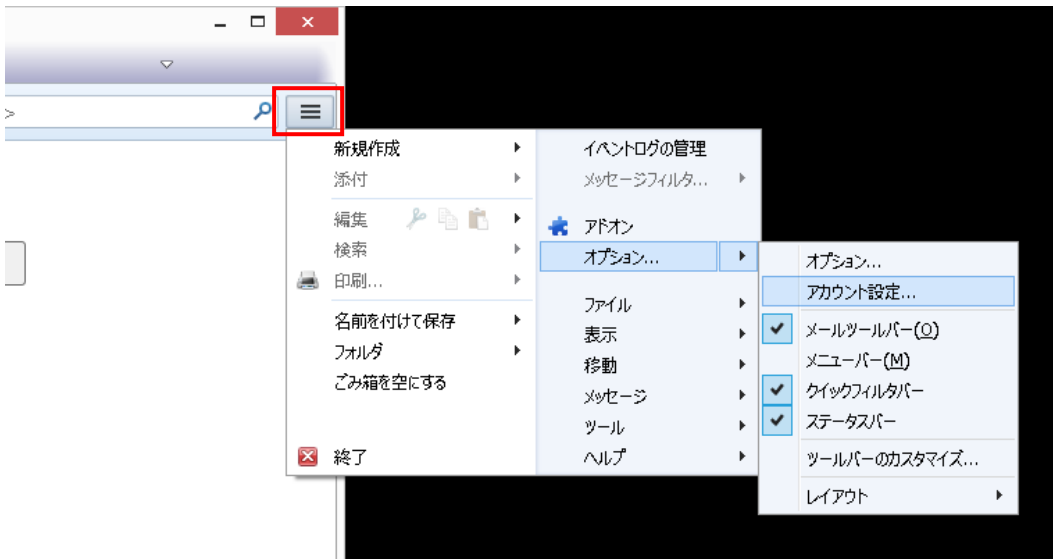 >
新規作成
添付
編集
検索
印刷...
名前を付けて保存
フォルダ
ごみ箱を空にする
終了
イベントログの管理
メッセージフィルタ...
アドオン
オプション...
ファイル
表示
移動
メッセージ
ツール
ヘルプ
オプション...
アカウント設定...
メールツールバー(O)
メニューバー(M)
クイックフィルタバー
ステータスバー
ツールバーのカスタマイズ...
レイアウト